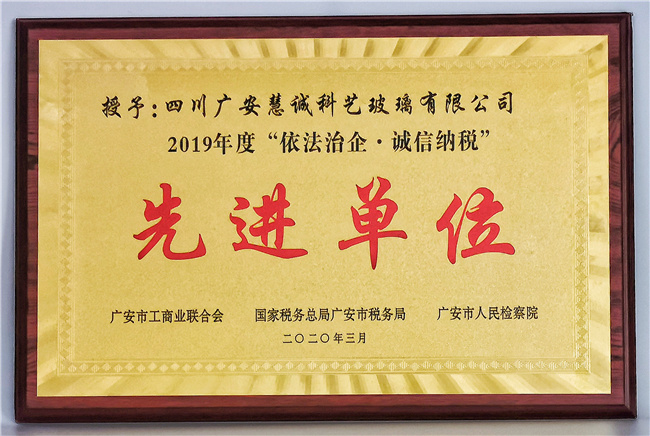 授予:四川广安慧诚科艺玻璃有限公司
2019年度“依法治企·诚信纳税”
先进单位
广安市工商业联合会 国家税务总局广安市税务局 广安市人民检察院
二〇二〇年三月